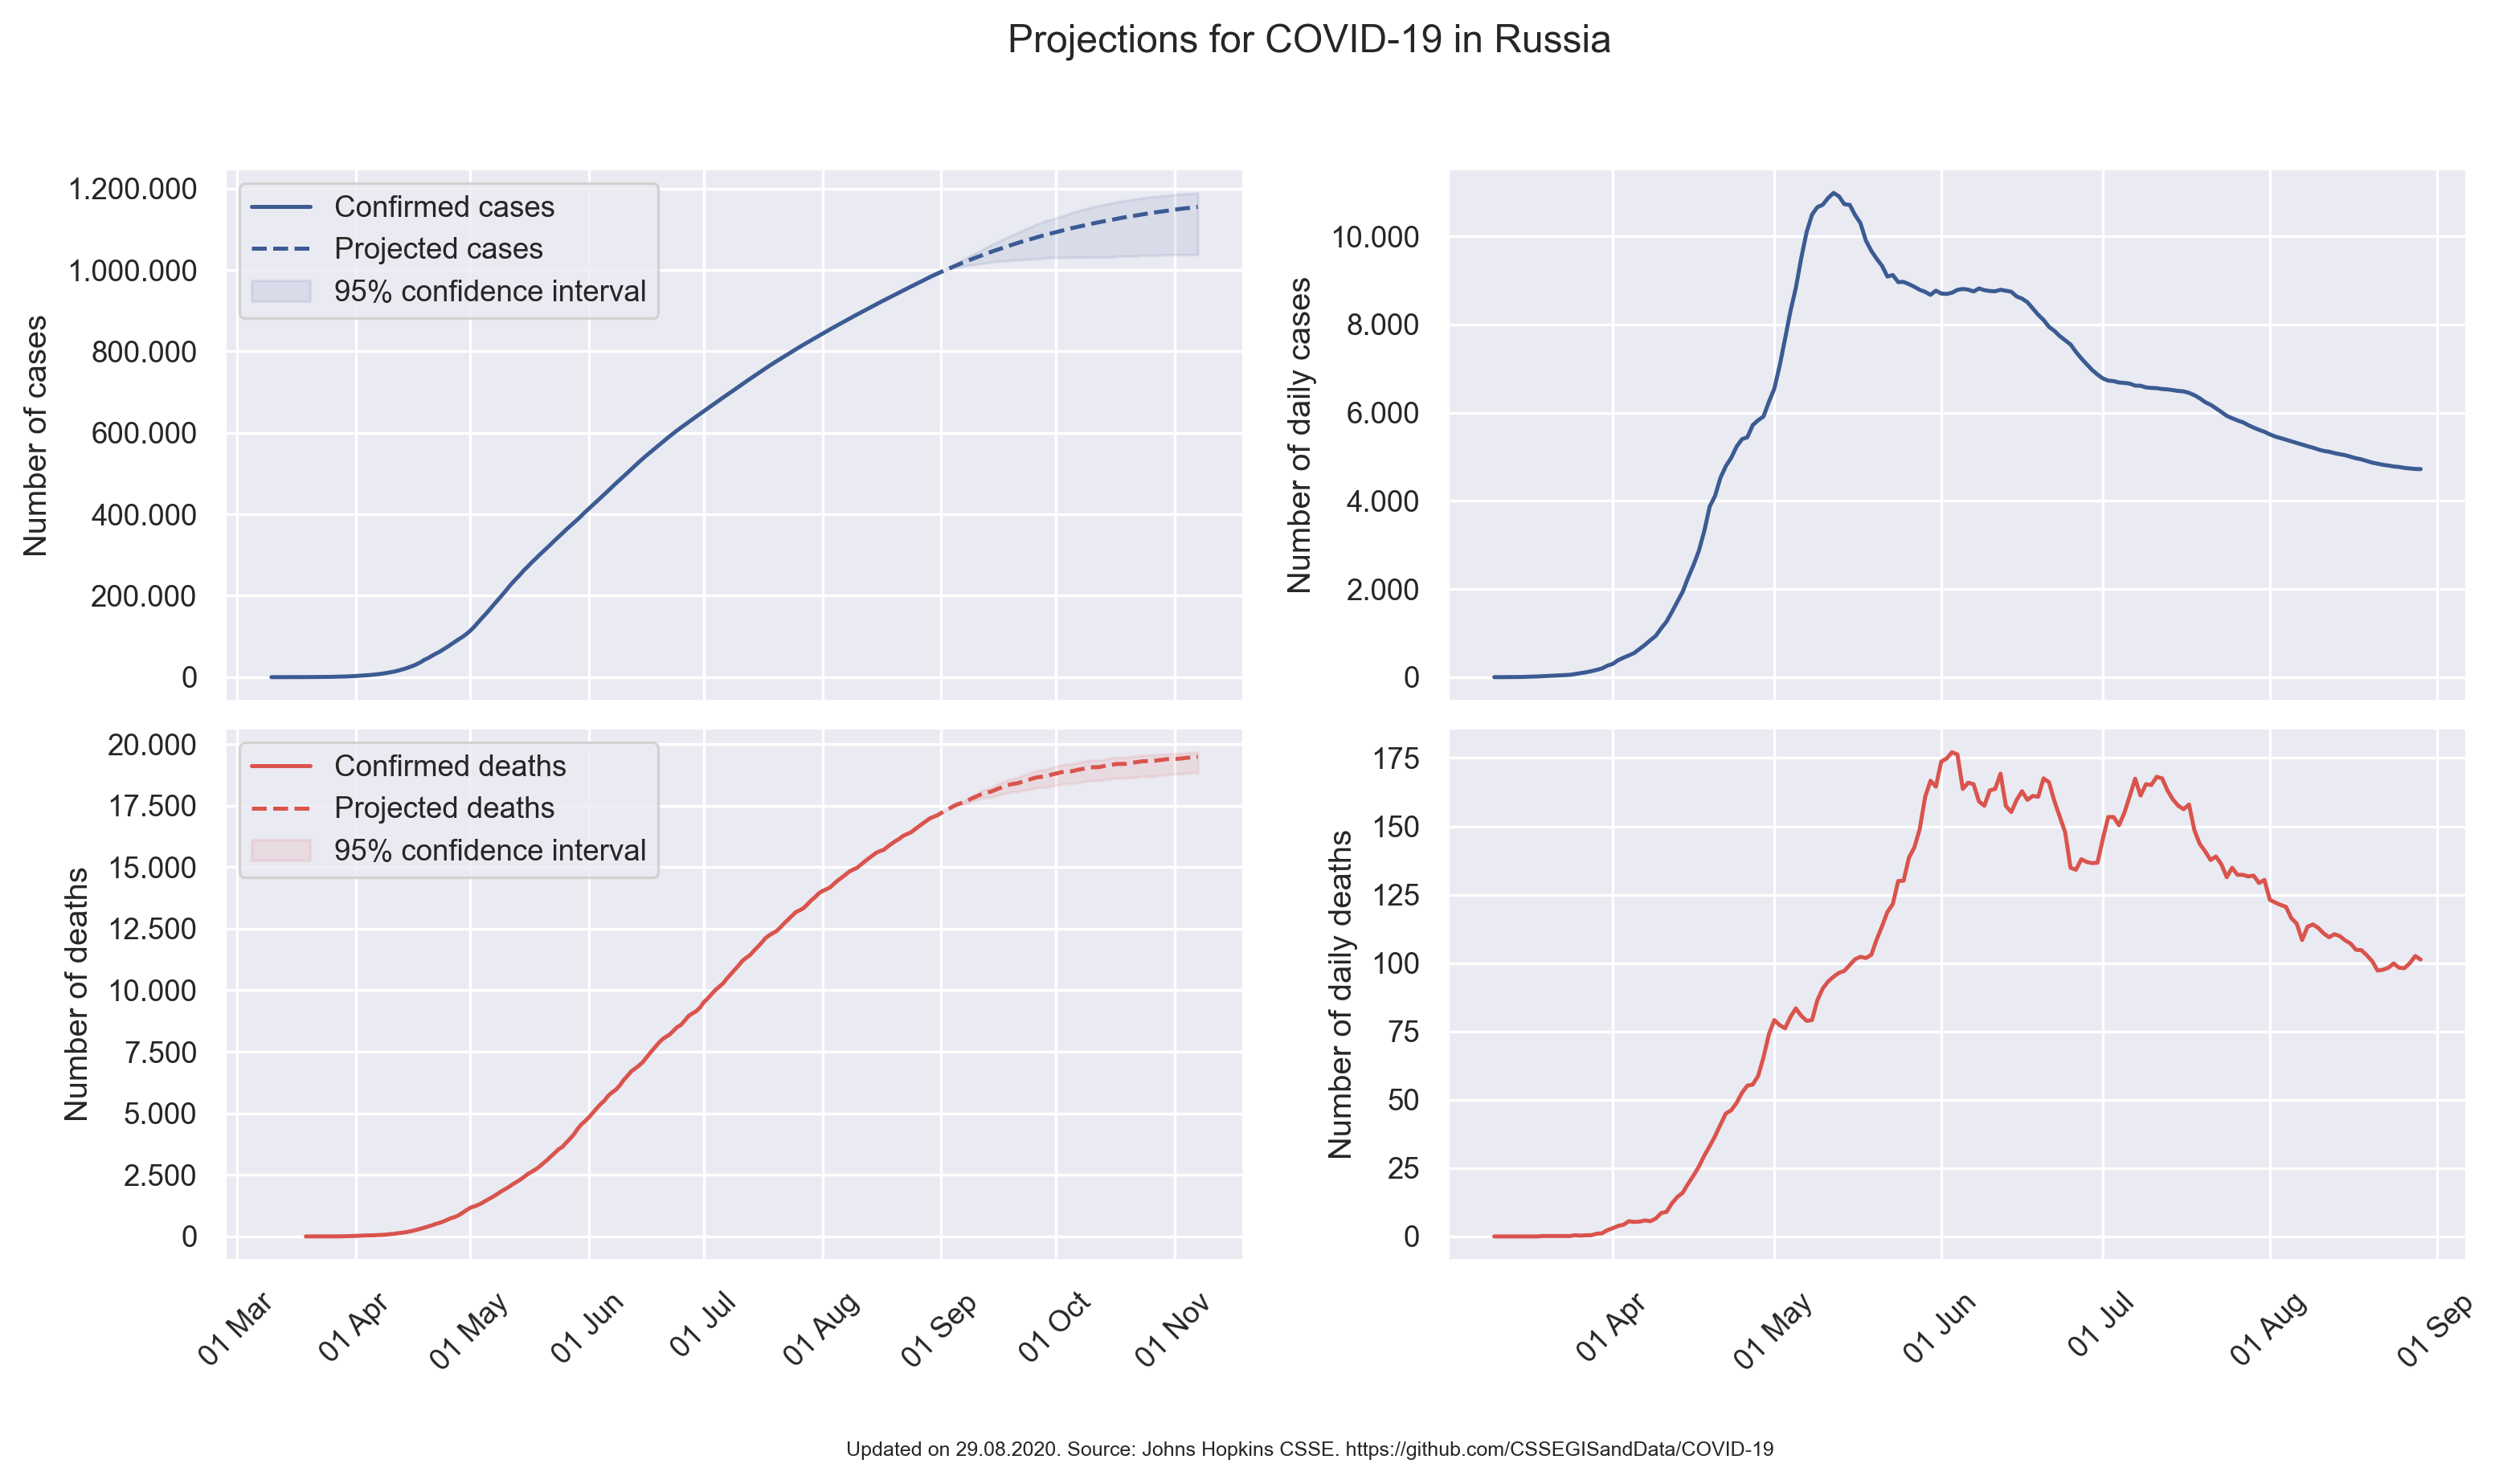 Projections for COVID-19 in Russia
Number of cases
1.200.000
1.000.000
800.000
600.000
400.000
200.000
0
Confirmed cases
Projected cases
95% confidence interval
Number of daily cases
10.000
8.000
6.000
4.000
2.000
0
Number of deaths
20.000
17.500
15.000
12.500
10.000
7.500
5.000
2.500
0
Confirmed deaths
Projected deaths
95% confidence interval
01 Mar
01 Apr
01 May
01 Jun
01 Jul
01 Aug
01 Sep
01 Oct
01 Nov
Number of daily deaths
175
150
125
100
75
50
25
0
01 Apr
01 May
01 Jun
01 Jul
01 Aug
01 Sep
Updated on 29.08.2020. Source: Johns Hopkins CSSE. https://github.com/CSSEGISandData/COVID-19